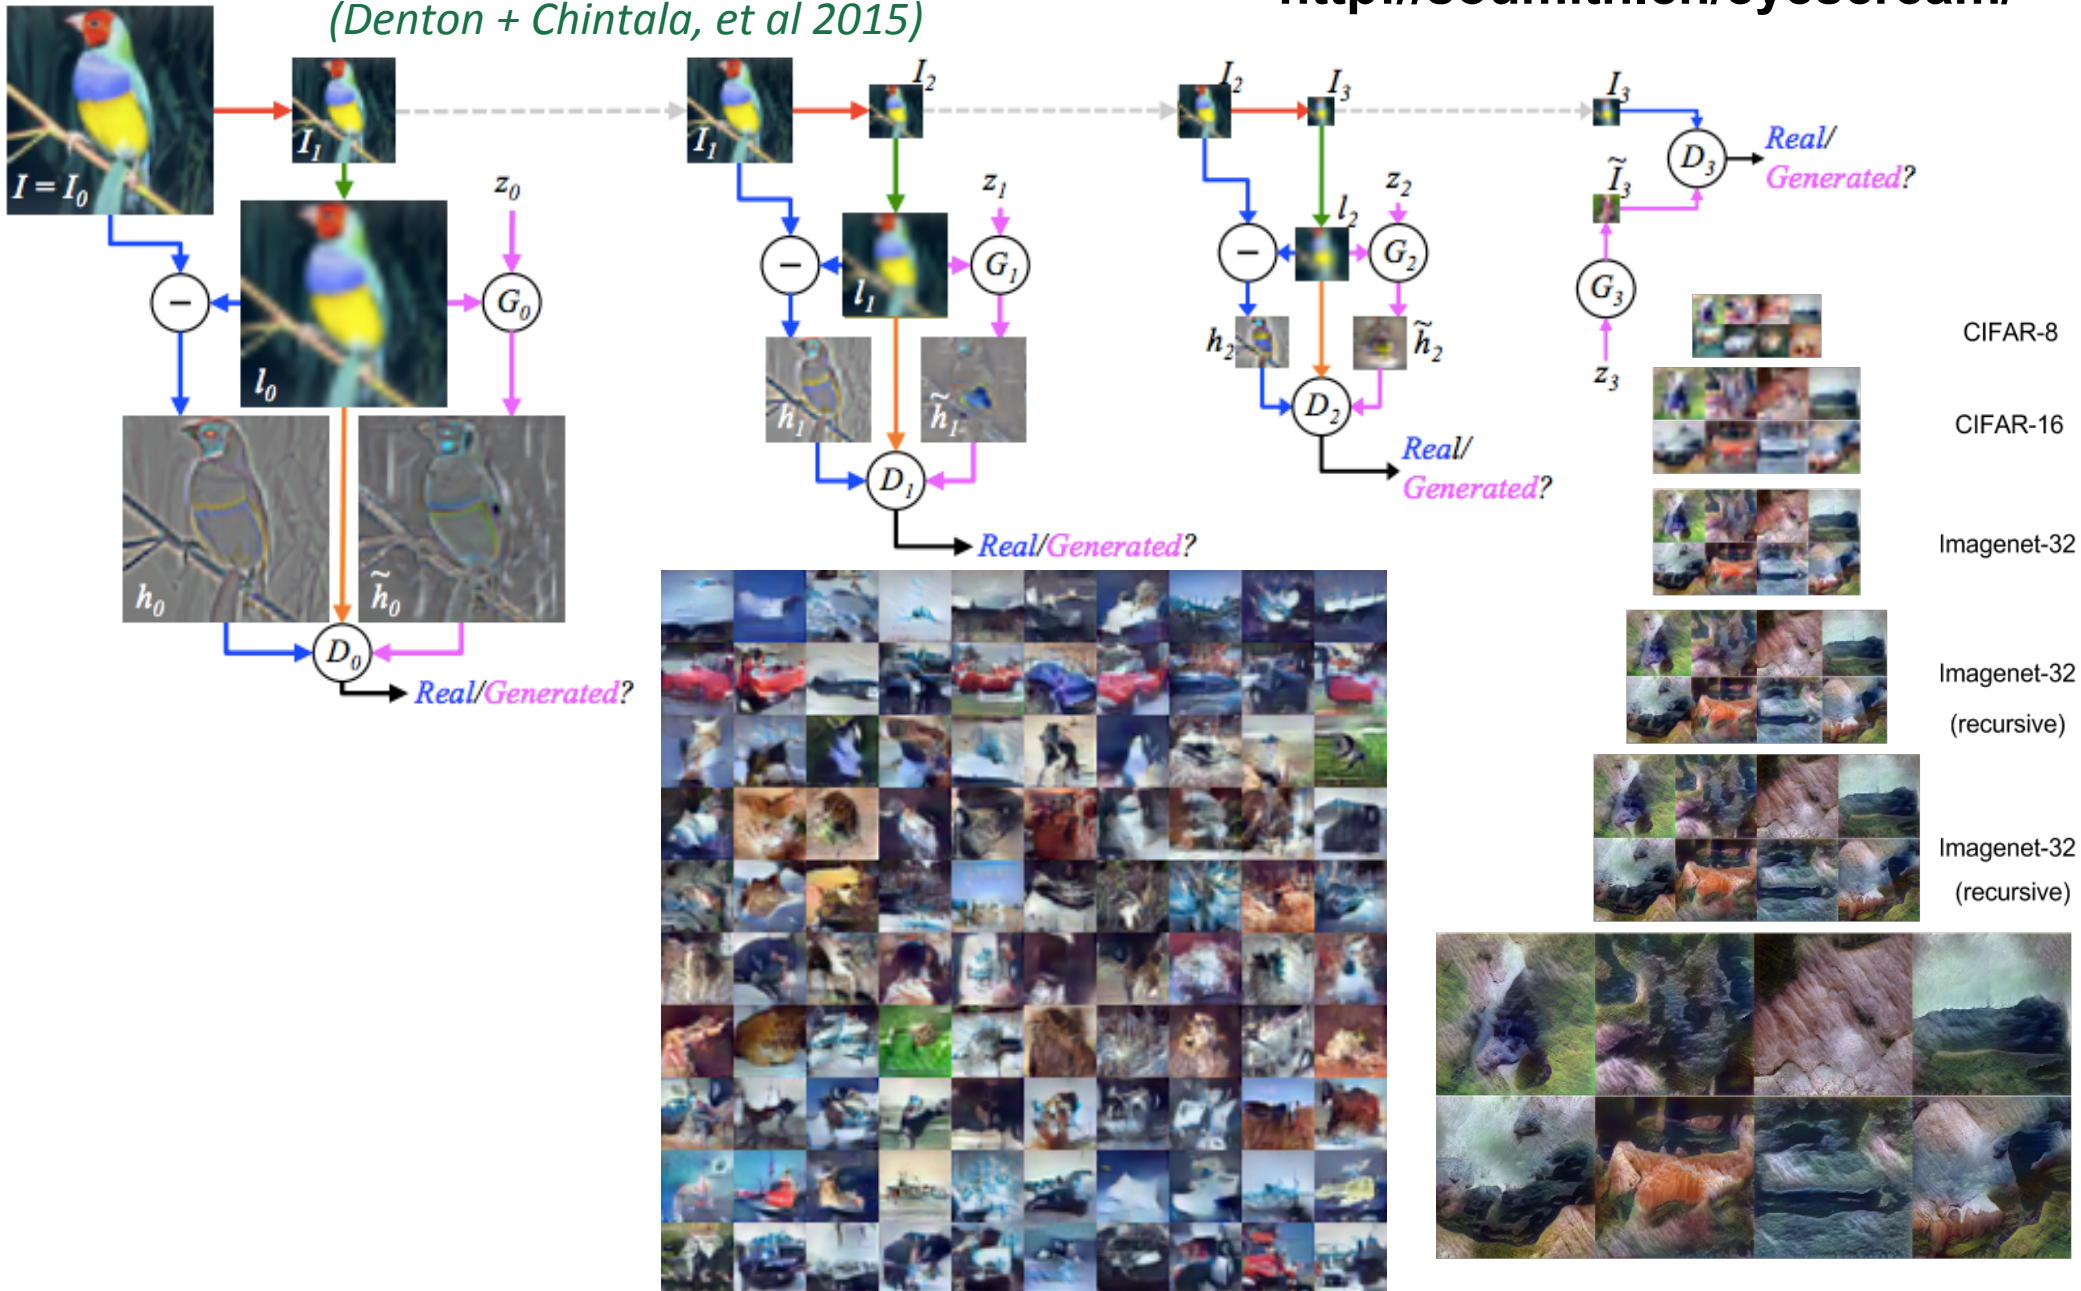 (Denton + Chintala, et al 2015)
I = I₀
I₁
l₀
z₀
−
G₀
h₀
h̃₀
D₀
Real/Generated?
I₁
I₂
z₁
−
l₁
G₁
h₁
h̃₁
D₁
Real/Generated?
I₂
I₃
z₂
−
l₂
G₂
h₂
h̃₂
D₂
Real/
Generated?
I₃
D₃
Real/
Generated?
Ĩ₃
G₃
z₃
CIFAR-8
CIFAR-16
Imagenet-32
Imagenet-32
(recursive)
Imagenet-32
(recursive)